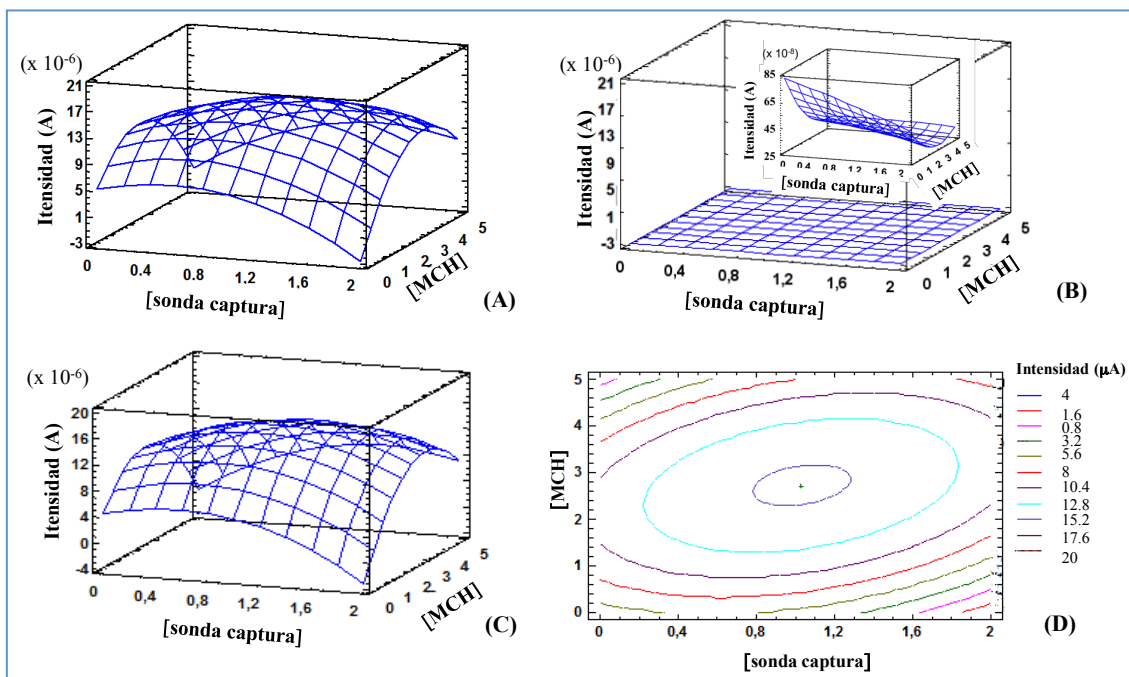 (x 10-6)
21
17
13
9
5
1
-3
Itensidad (A)
0
0.4
0.8
1.2
1.6
2
[sonda captura]
0 1 2 3 4 5
[MCH]
(A)
(x 10-6)
21
17
13
9
5
1
-3
Itensidad (A)
0
0,4
0,8
1,2
1,6
2
[sonda captura]
0 1 2 3 4 5
[MCH]
(B)
(x 10-8)
85
65
45
25
Itensidad (A)
0 0.4 0.8 1.2 1.6 2
[sonda captura]
0 1 2 3 4 5
[MCH]
(x 10-6)
20
16
12
8
4
0
-4
Itensidad (A)
0
0,4
0,8
1,2
1,6
2
[sonda captura]
0 1 2 3 4 5
[MCH]
(C)
5
4
3
2
1
0
[MCH]
0 0,4 0,8 1,2 1,6 2
[sonda captura]
(D)
Intensidad (µA)
4
1.6
0.8
3.2
5.6
8
10.4
12.8
15.2
17.6
20